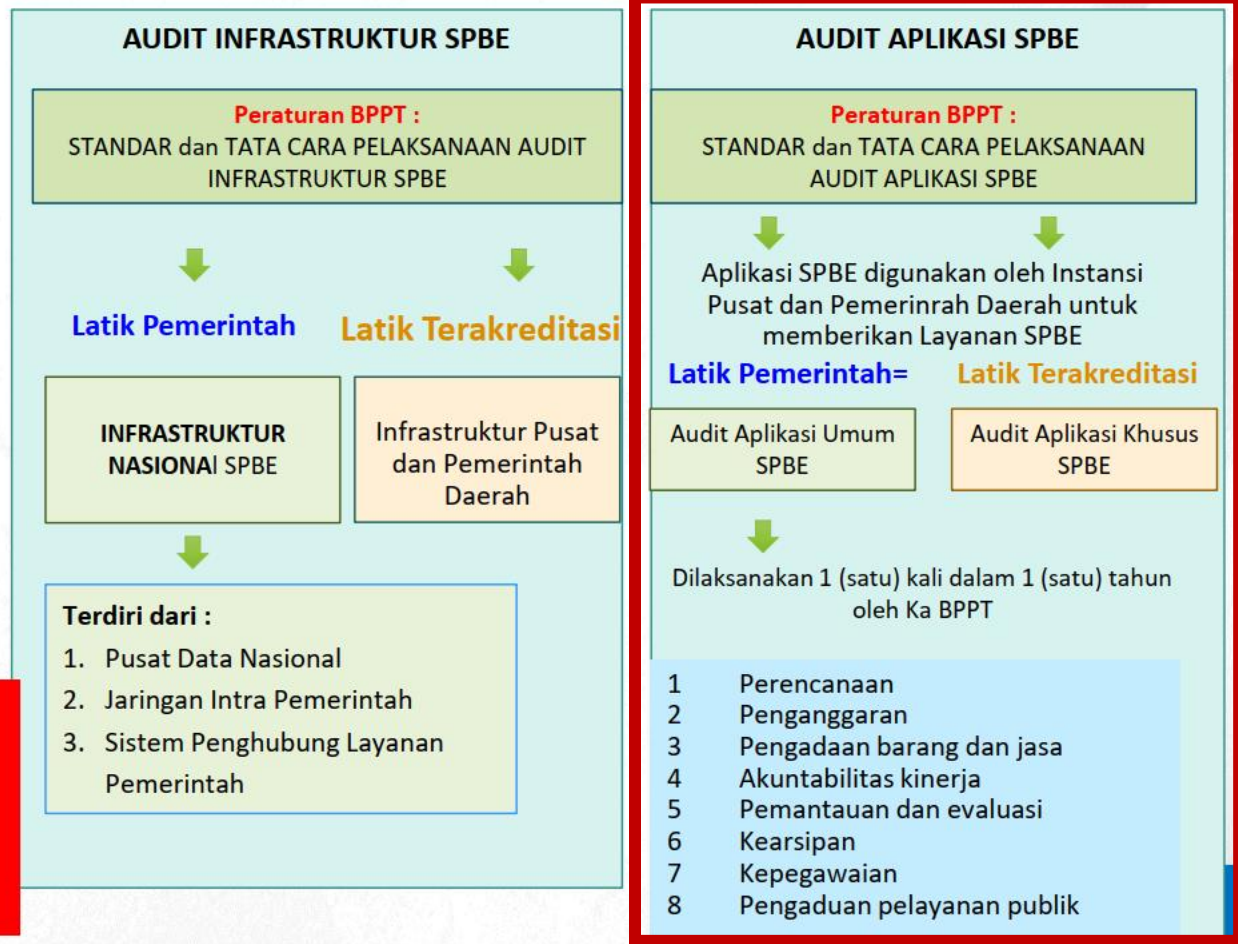 AUDIT INFRASTRUKTUR SPBE
Peraturan BPPT :
STANDAR dan TATA CARA PELAKSANAAN AUDIT
INFRASTRUKTUR SPBE
Latik Pemerintah
Latik Terakreditasi
INFRASTRUKTUR
NASIONAl SPBE
Infrastruktur Pusat
dan Pemerintah
Daerah
Terdiri dari :
1. Pusat Data Nasional
2. Jaringan Intra Pemerintah
3. Sistem Penghubung Layanan
Pemerintah
AUDIT APLIKASI SPBE
Peraturan BPPT :
STANDAR dan TATA CARA PELAKSANAAN
AUDIT APLIKASI SPBE
Aplikasi SPBE digunakan oleh Instansi
Pusat dan Pemerinrah Daerah untuk
memberikan Layanan SPBE
Latik Pemerintah=
Latik Terakreditasi
Audit Aplikasi Umum
SPBE
Audit Aplikasi Khusus
SPBE
Dilaksanakan 1 (satu) kali dalam 1 (satu) tahun
oleh Ka BPPT
1 Perencanaan
2 Penganggaran
3 Pengadaan barang dan jasa
4 Akuntabilitas kinerja
5 Pemantauan dan evaluasi
6 Kearsipan
7 Kepegawaian
8 Pengaduan pelayanan publik